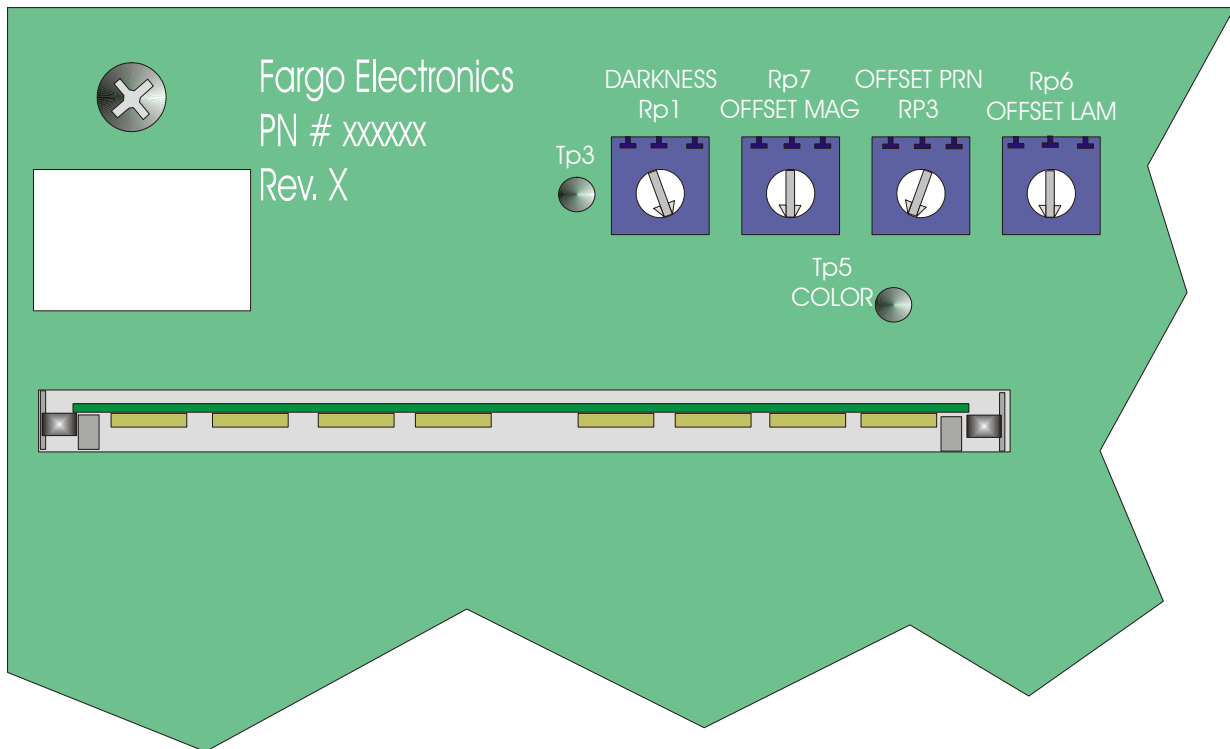 Fargo Electronics
PN # xxxxxx
Rev. X
DARKNESS
Rp1
Rp7
OFFSET MAG
OFFSET PRN
RP3
Rp6
OFFSET LAM
Tp3
Tp5
COLOR